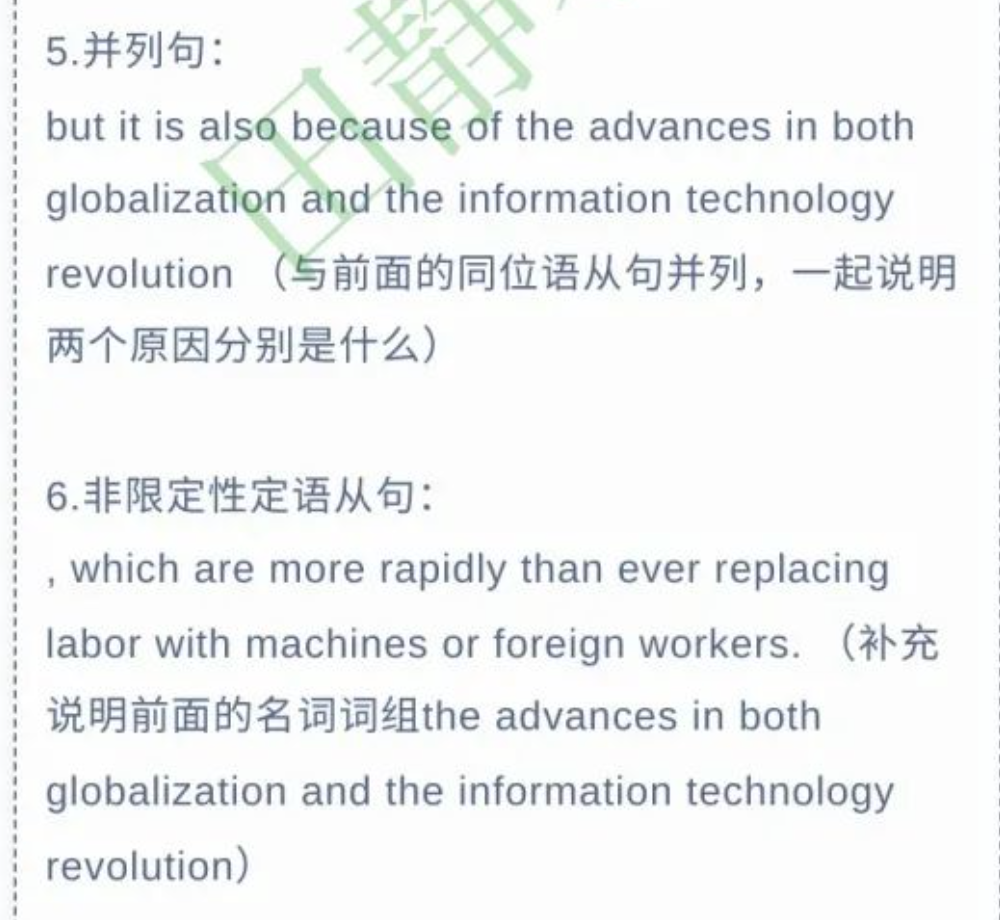 5.并列句：
but it is also because of the advances in both
globalization and the information technology
revolution （与前面的同位语从句并列，一起说明
两个原因分别是什么）
6.非限定性定语从句：
, which are more rapidly than ever replacing
labor with machines or foreign workers. （补充
说明前面的名词词组the advances in both
globalization and the information technology
revolution）
田静